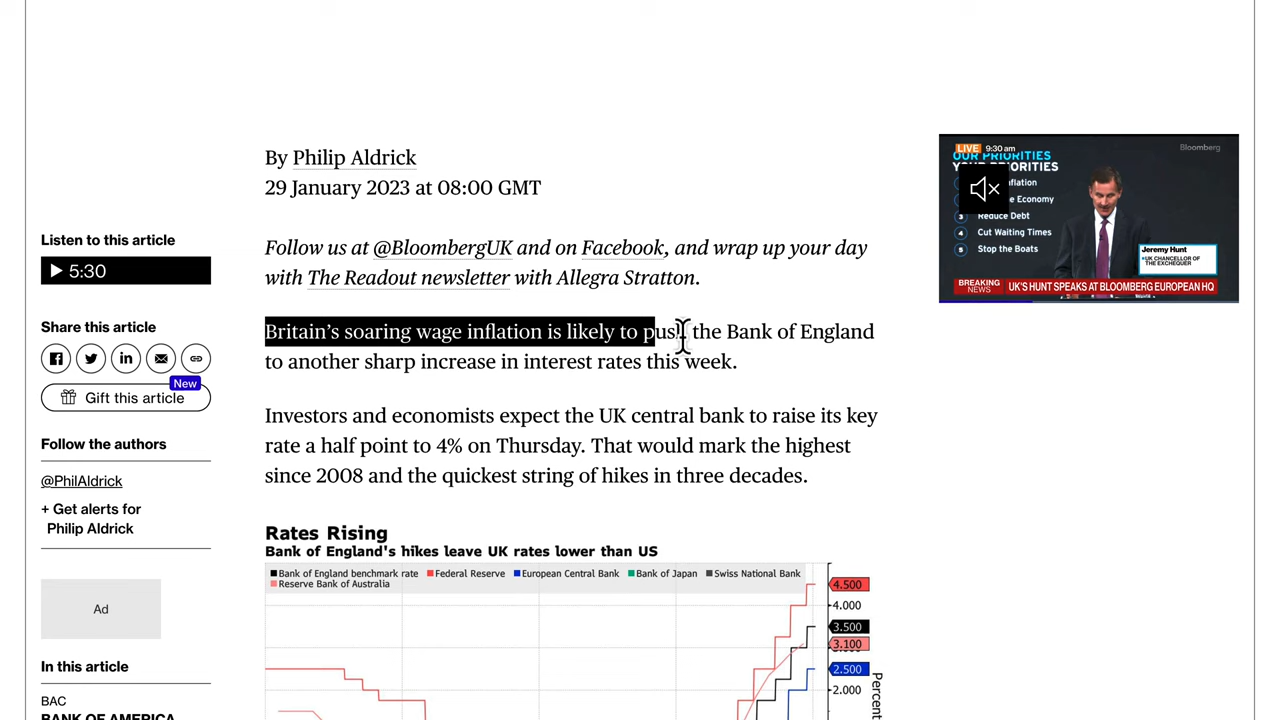 By Philip Aldrick
29 January 2023 at 08:00 GMT
Follow us at @BloombergUK and on Facebook, and wrap up your day
with The Readout newsletter with Allegra Stratton.
Britain's soaring wage inflation is likely to push the Bank of England
to another sharp increase in interest rates this week.
Investors and economists expect the UK central bank to raise its key
rate a half point to 4% on Thursday. That would mark the highest
since 2008 and the quickest string of hikes in three decades.
Rates Rising
Bank of England's hikes leave UK rates lower than US
Bank of England benchmark rate Federal Reserve European Central Bank Bank of Japan Swiss National Bank
Reserve Bank of Australia
4.500
4.000
3.500
3.100
2.500
2.000
Percent
Listen to this article
5:30
Share this article
New
Gift this article
Follow the authors
@PhilAldrick
+ Get alerts for
Philip Aldrick
Ad
In this article
BAC
BANK OF AMERICA
LIVE 9:30 am
Bloomberg
OUR PRIORITIES
YOUR PRIORITIES
Economy
3 Reduce Debt
4 Cut Waiting Times
5 Stop the Boats
Jeremy Hunt
UK CHANCELLOR OF
THE EXCHEQUER
BREAKING
NEWS
UK'S HUNT SPEAKS AT BLOOMBERG EUROPEAN HQ